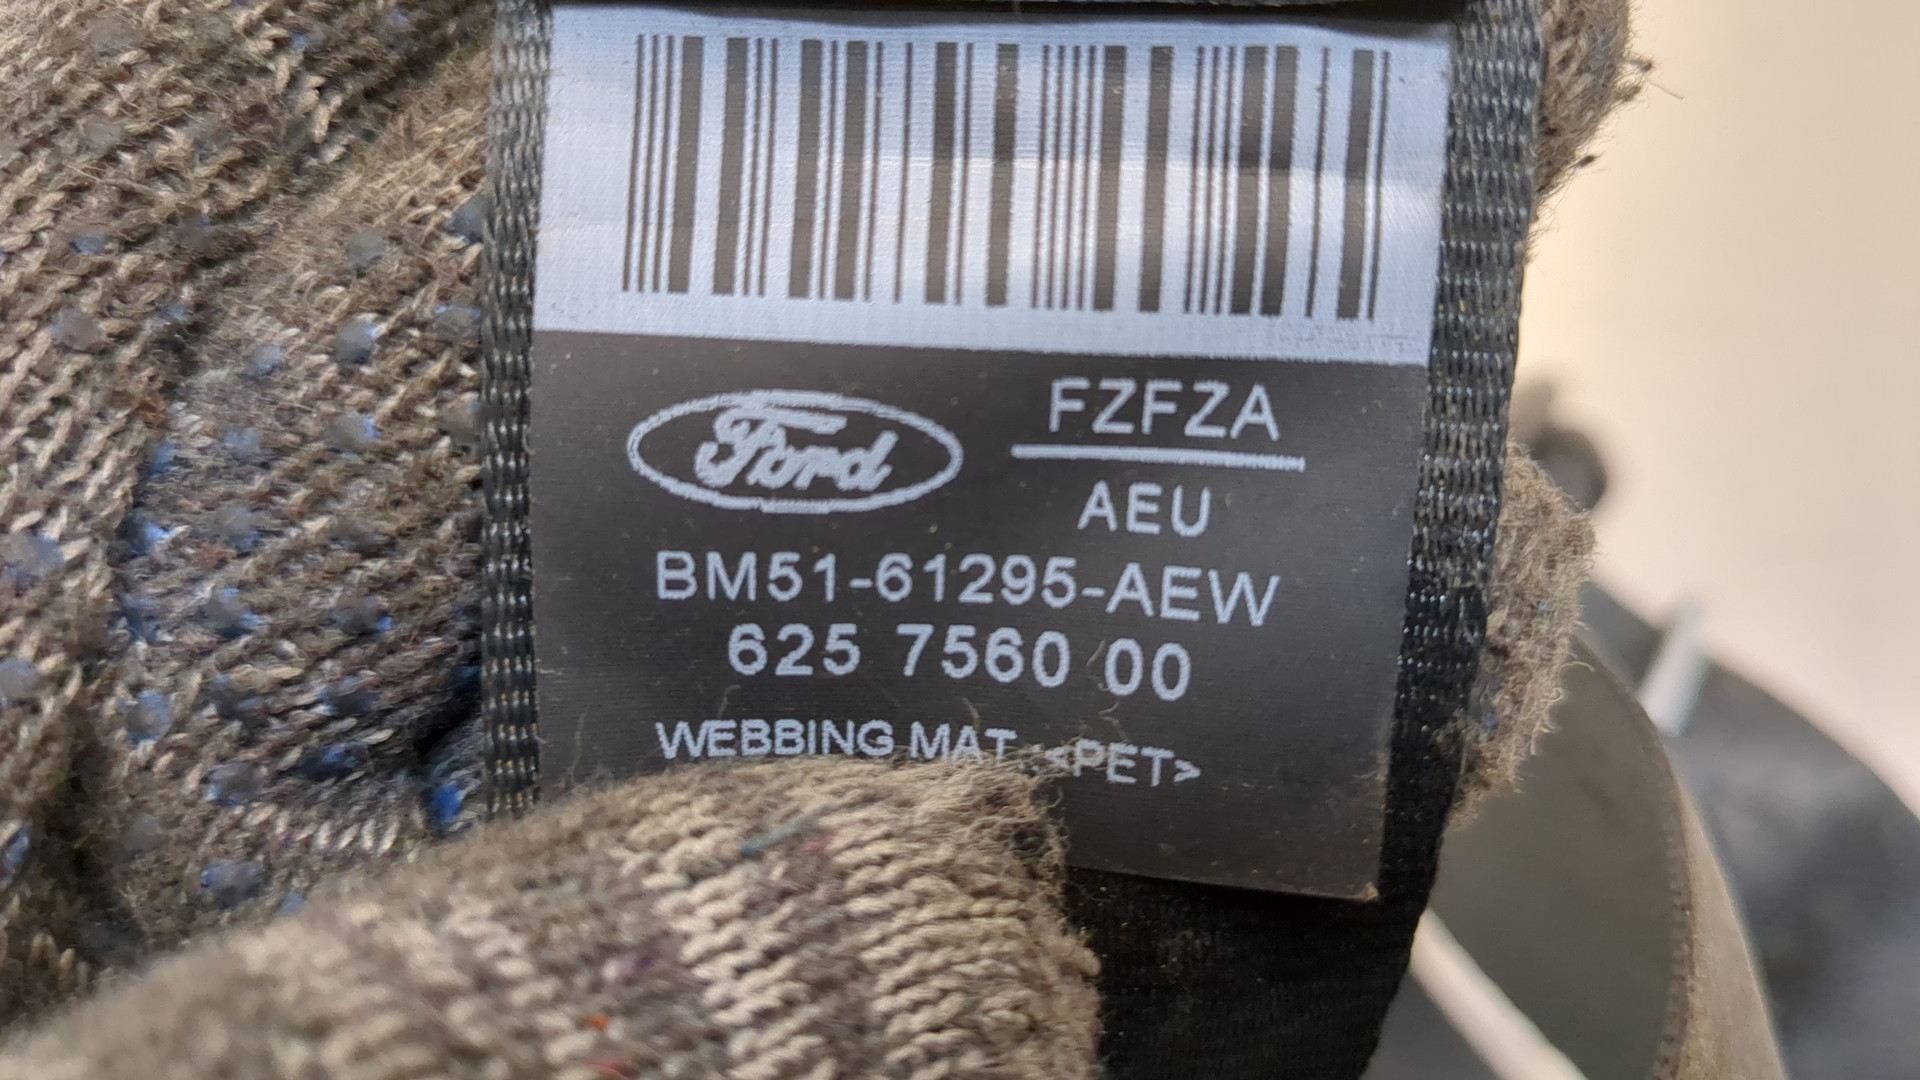 Ford
FZFZA
AEU
BM51-61295-AEW
625 7560 00
WEBBING MAT.:<PET>